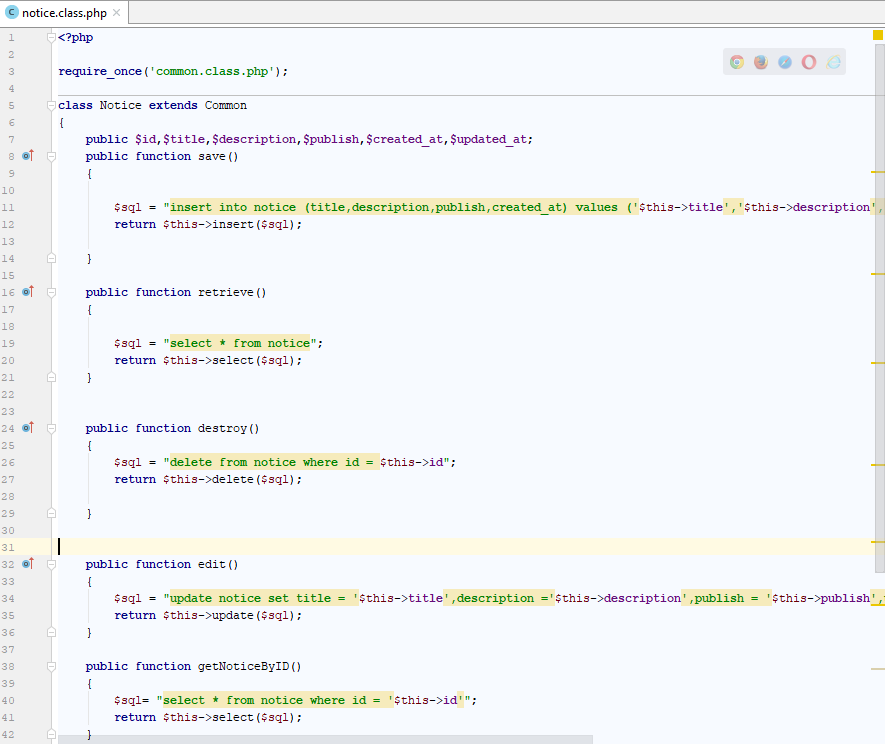 notice.class.php
1 <?php
2
3 require_once('common.class.php');
4
5 class Notice extends Common
6 {
7 public $id,$title,$description,$publish,$created_at,$updated_at;
8 public function save()
9 {
10
11 $sql = "insert into notice (title,description,publish,created_at) values ('$this->title','$this->description',
12 return $this->insert($sql);
13
14 }
15
16 public function retrieve()
17 {
18
19 $sql = "select * from notice";
20 return $this->select($sql);
21 }
22
23
24 public function destroy()
25 {
26 $sql = "delete from notice where id = $this->id";
27 return $this->delete($sql);
28
29 }
30
31
32 public function edit()
33 {
34 $sql = "update notice set title = '$this->title',description ='$this->description',publish = '$this->publish',
35 return $this->update($sql);
36 }
37
38 public function getNoticeByID()
39 {
40 $sql= "select * from notice where id = '$this->id'";
41 return $this->select($sql);
42 }